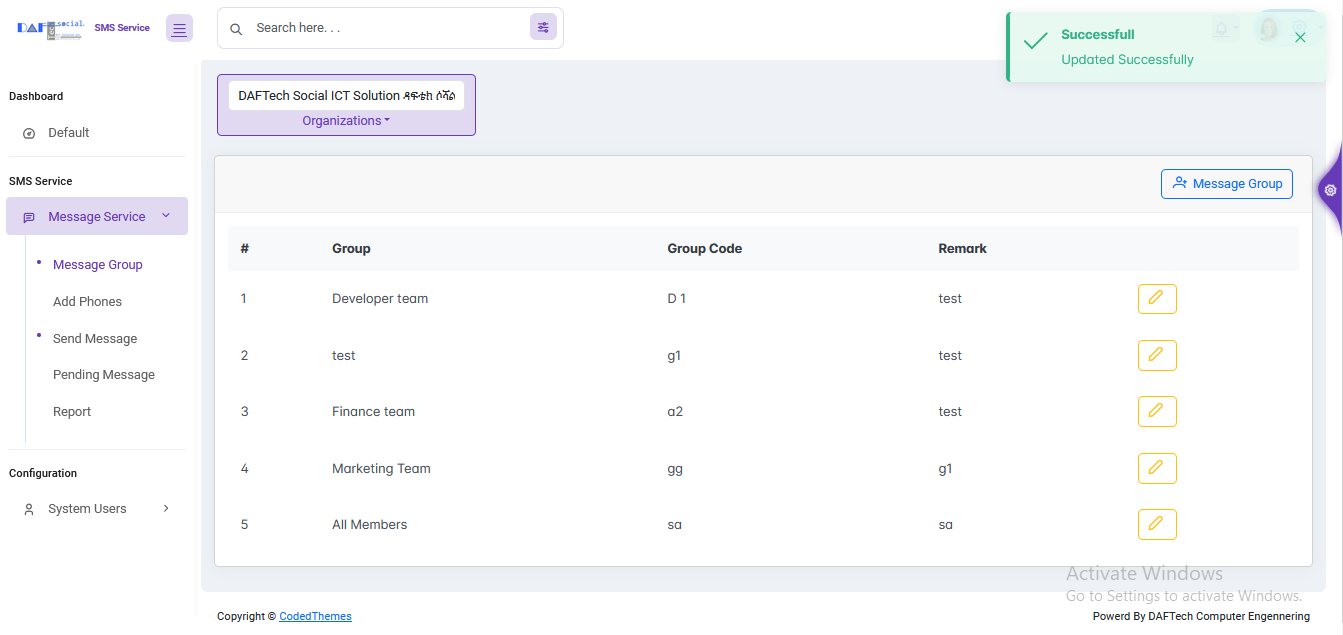 DAFTech social
SMS Service
Search here. . .
Successfull
Updated Successfully
DAFTech Social ICT Solution ዳፍቴክ ሶሻል
Organizations
Dashboard
Default
SMS Service
Message Service
Message Group
Add Phones
Send Message
Pending Message
Report
Configuration
System Users
Message Group
# Group Group Code Remark
1 Developer team D 1 test
2 test g1 test
3 Finance team a2 test
4 Marketing Team gg g1
5 All Members sa sa
Activate Windows
Go to Settings to activate Windows.
Copyright © CodedThemes
Powerd By DAFTech Computer Engennering